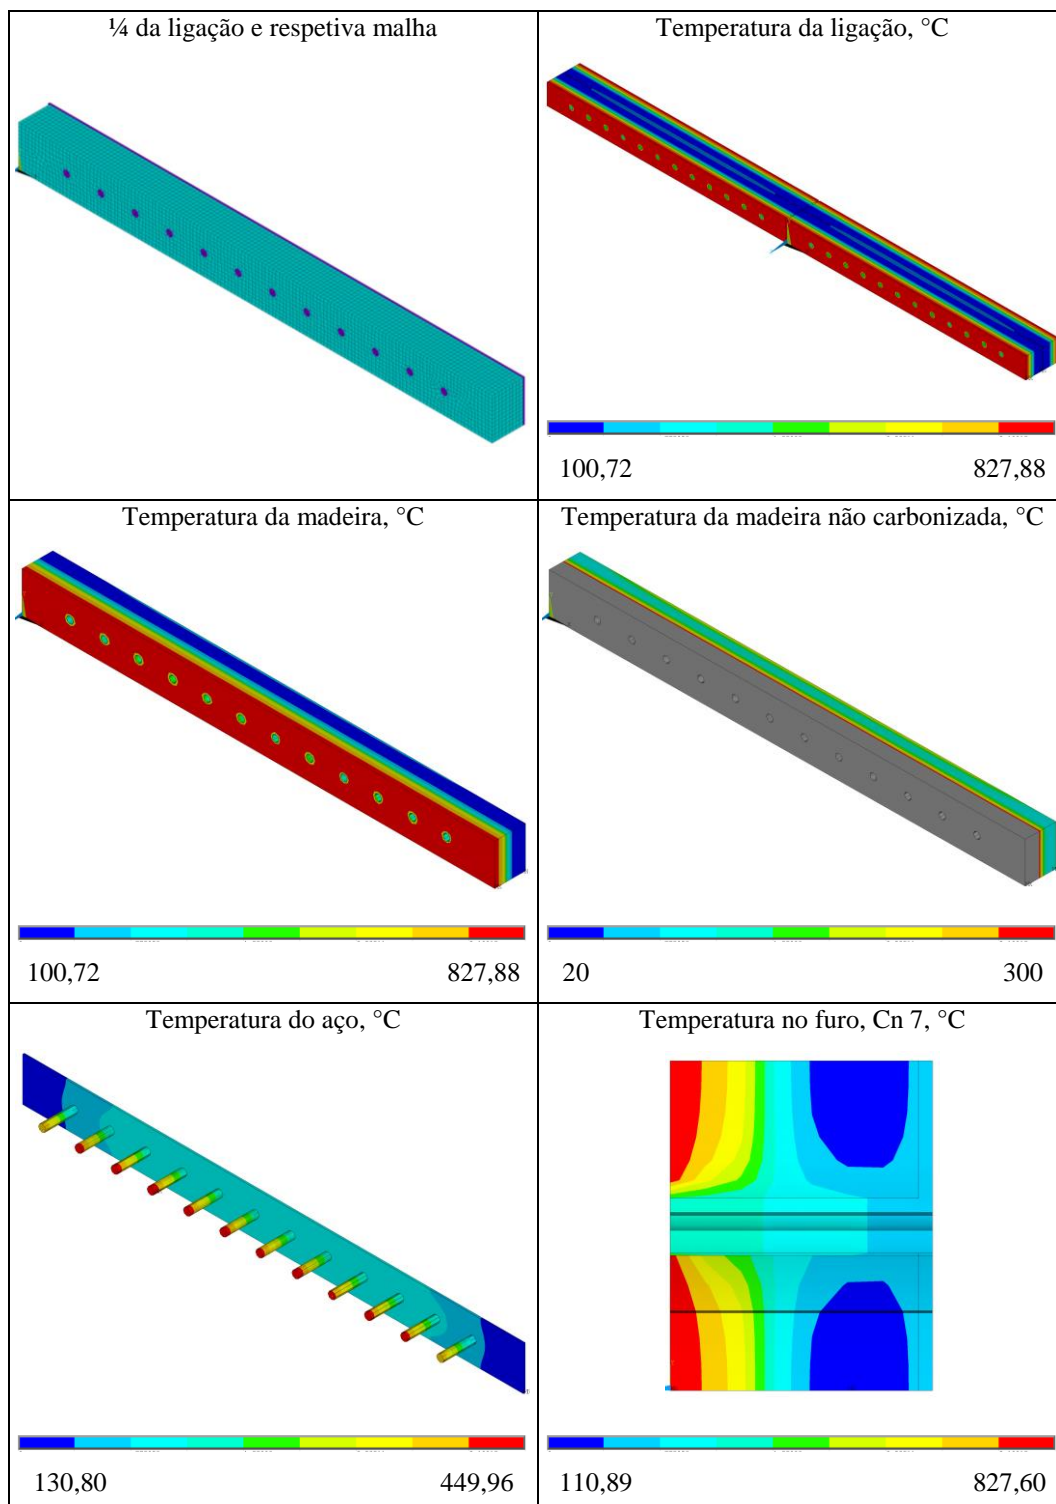 ¼ da ligação e respetiva malha
Temperatura da ligação, °C
100,72 827,88
Temperatura da madeira, °C
Temperatura da madeira não carbonizada, °C
100,72 827,88
20 300
Temperatura do aço, °C
Temperatura no furo, Cn 7, °C
130,80 449,96
110,89 827,60